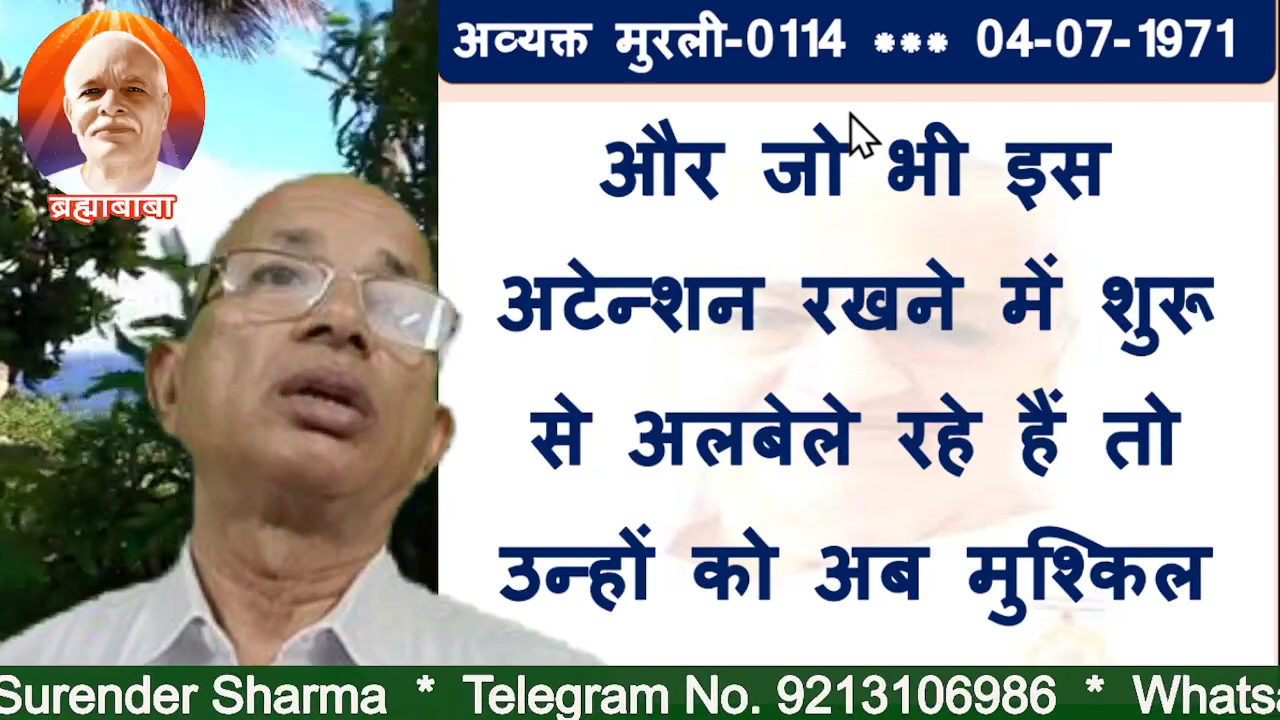 अव्यक्त मुरली-0114 *** 04-07-1971
ब्रह्माबाबा
और जो भी इस
अटेन्शन रखने में शुरू
से अलबेले रहे हैं तो
उन्हों को अब मुश्किल
Surender Sharma * Telegram No. 9213106986 *